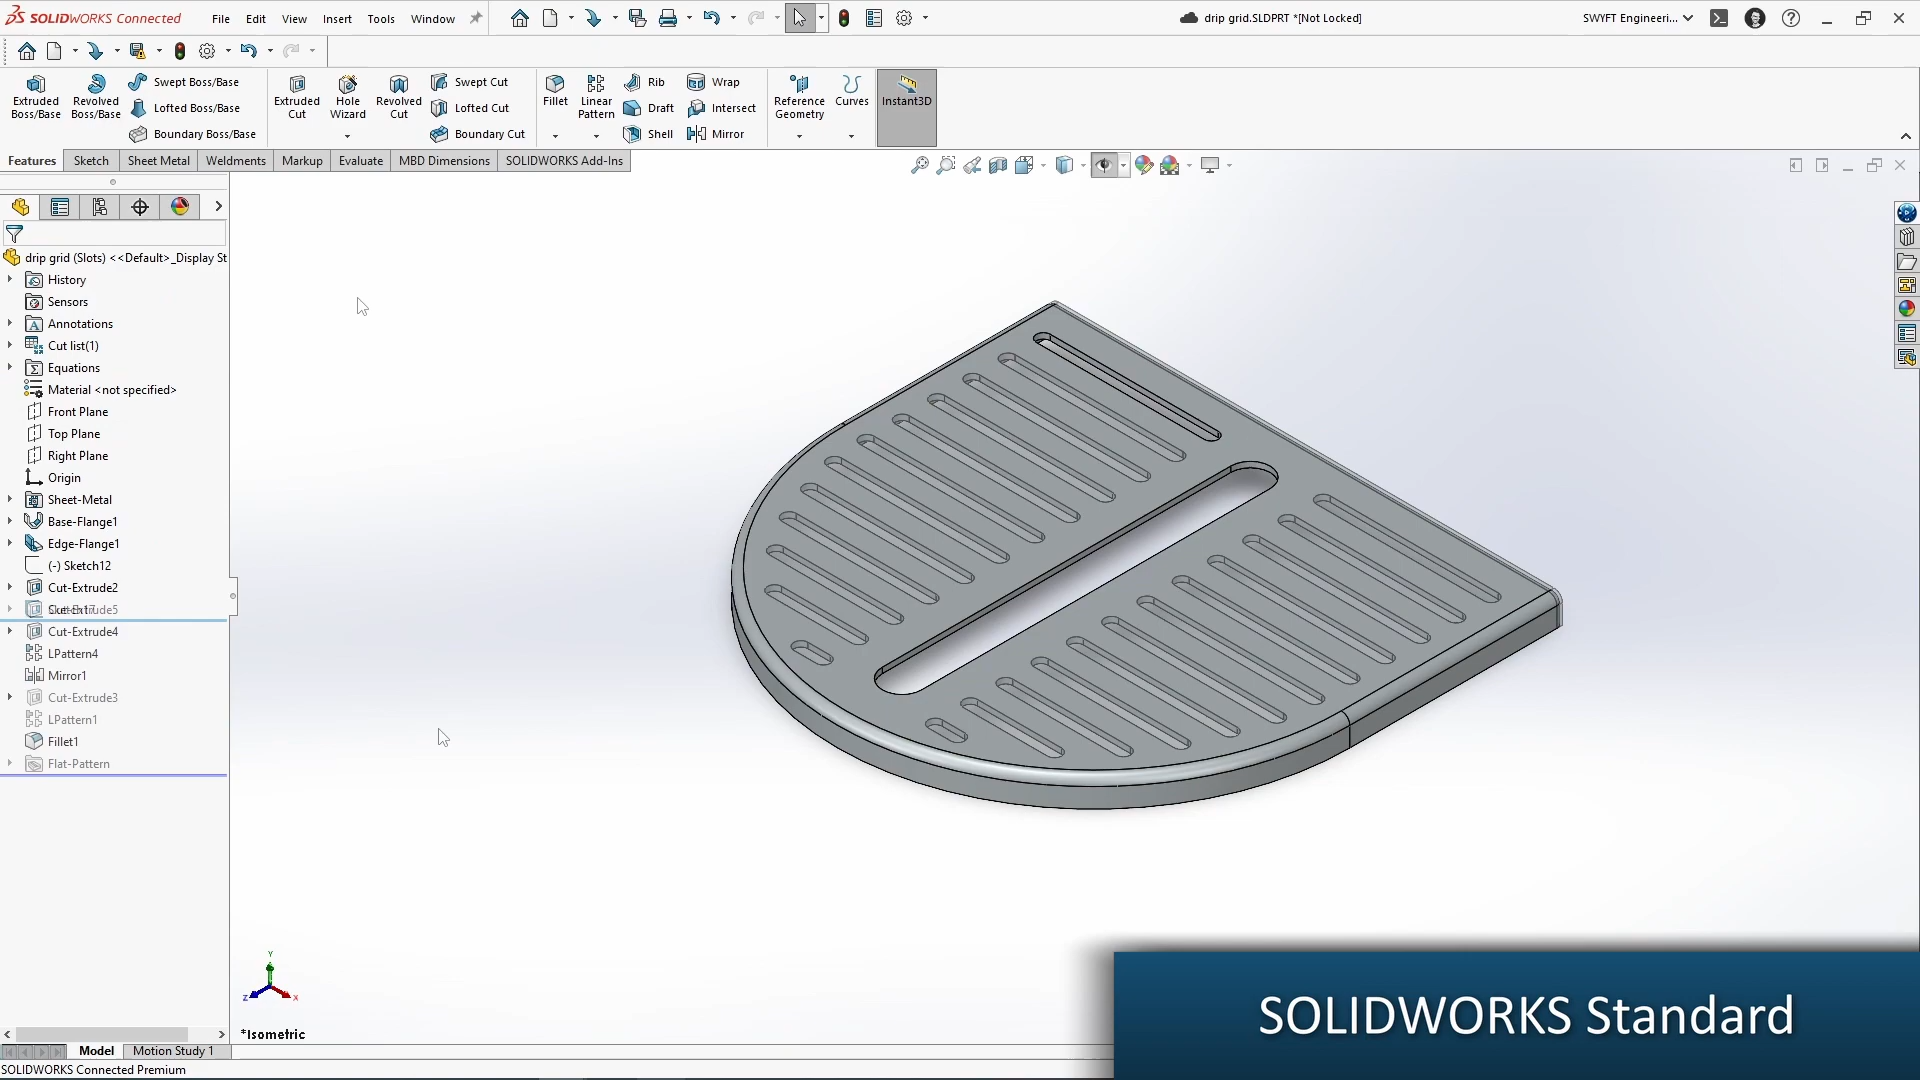 SOLIDWORKS Connected
File Edit View Insert Tools Window
drip grid.SLDPRT *[Not Locked]
SWYFT Engineeri...
Extruded Boss/Base
Revolved Boss/Base
Swept Boss/Base
Lofted Boss/Base
Boundary Boss/Base
Extruded Cut
Hole Wizard
Revolved Cut
Swept Cut
Lofted Cut
Boundary Cut
Fillet
Linear Pattern
Rib
Draft
Shell
Wrap
Intersect
Mirror
Reference Geometry
Curves
Instant3D
Features Sketch Sheet Metal Weldments Markup Evaluate MBD Dimensions SOLIDWORKS Add-Ins
drip grid (Slots) <<Default>_Display St
History
Sensors
Annotations
Cut list(1)
Equations
Material <not specified>
Front Plane
Top Plane
Right Plane
Origin
Sheet-Metal
Base-Flange1
Edge-Flange1
(-) Sketch12
Cut-Extrude2
Cut-Extrude4
LPattern4
Mirror1
Cut-Extrude3
LPattern1
Fillet1
Flat-Pattern
Y
Z
X
*Isometric
Model Motion Study 1
SOLIDWORKS Connected Premium
SOLIDWORKS Standard